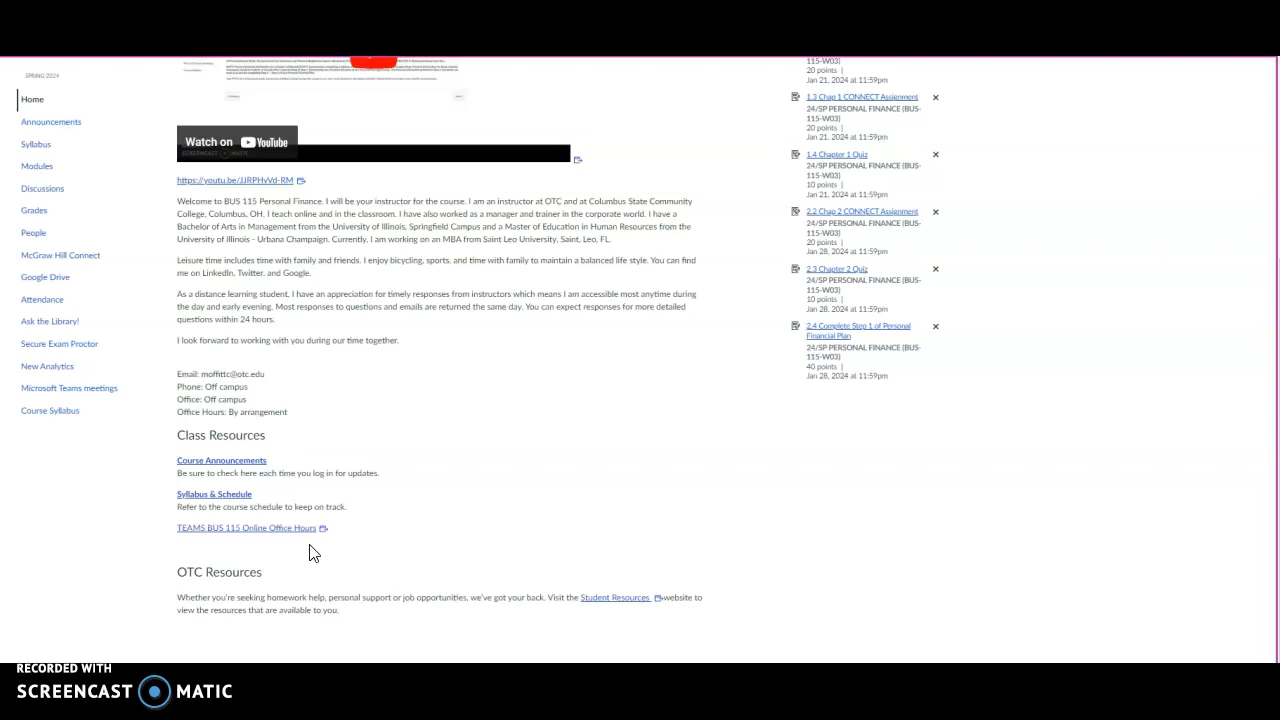 SPRING 2024
Home
Announcements
Syllabus
Modules
Discussions
Grades
People
McGraw Hill Connect
Google Drive
Attendance
Ask the Library!
Secure Exam Proctor
New Analytics
Microsoft Teams meetings
Course Syllabus
Watch on YouTube
SCREENCAST MATIC
https://youtu.be/JJRPHvVd-RM
Welcome to BUS 115 Personal Finance. I will be your instructor for the course. I am an instructor at OTC and at Columbus State Community
College, Columbus, OH. I teach online and in the classroom. I have also worked as a manager and trainer in the corporate world. I have a
Bachelor of Arts in Management from the University of Illinois, Springfield Campus and a Master of Education in Human Resources from the
University of Illinois - Urbana Champaign. Currently, I am working on an MBA from Saint Leo University, Saint, Leo, FL.
Leisure time includes time with family and friends. I enjoy bicycling, sports, and time with family to maintain a balanced life style. You can find
me on LinkedIn, Twitter. and Google.
As a distance learning student, I have an appreciation for timely responses from instructors which means I am accessible most anytime during
the day and early evening. Most responses to questions and emails are returned the same day. You can expect responses for more detailed
questions within 24 hours.
I look forward to working with you during our time together.
Email: moffittc@otc.edu
Phone: Off campus
Office: Off campus
Office Hours: By arrangement
Class Resources
Course Announcements
Be sure to check here each time you log in for updates.
Syllabus & Schedule
Refer to the course schedule to keep on track.
TEAMS BUS 115 Online Office Hours
OTC Resources
Whether you're seeking homework help, personal support or job opportunities, we've got your back. Visit the Student Resources website to
view the resources that are available to you.
115-W03)
20 points |
Jan 21, 2024 at 11:59pm
1.3 Chap 1 CONNECT Assignment
24/SP PERSONAL FINANCE (BUS-
115-W03)
20 points |
Jan 21, 2024 at 11:59pm
1.4 Chapter 1 Quiz
24/SP PERSONAL FINANCE (BUS-
115-W03)
10 points |
Jan 21, 2024 at 11:59pm
2.2 Chap 2 CONNECT Assignment
24/SP PERSONAL FINANCE (BUS-
115-W03)
20 points |
Jan 28, 2024 at 11:59pm
2.3 Chapter 2 Quiz
24/SP PERSONAL FINANCE (BUS-
115-W03)
10 points |
Jan 28, 2024 at 11:59pm
2.4 Complete Step 1 of Personal
Financial Plan
24/SP PERSONAL FINANCE (BUS-
115-W03)
40 points |
Jan 28, 2024 at 11:59pm
RECORDED WITH
SCREENCAST MATIC